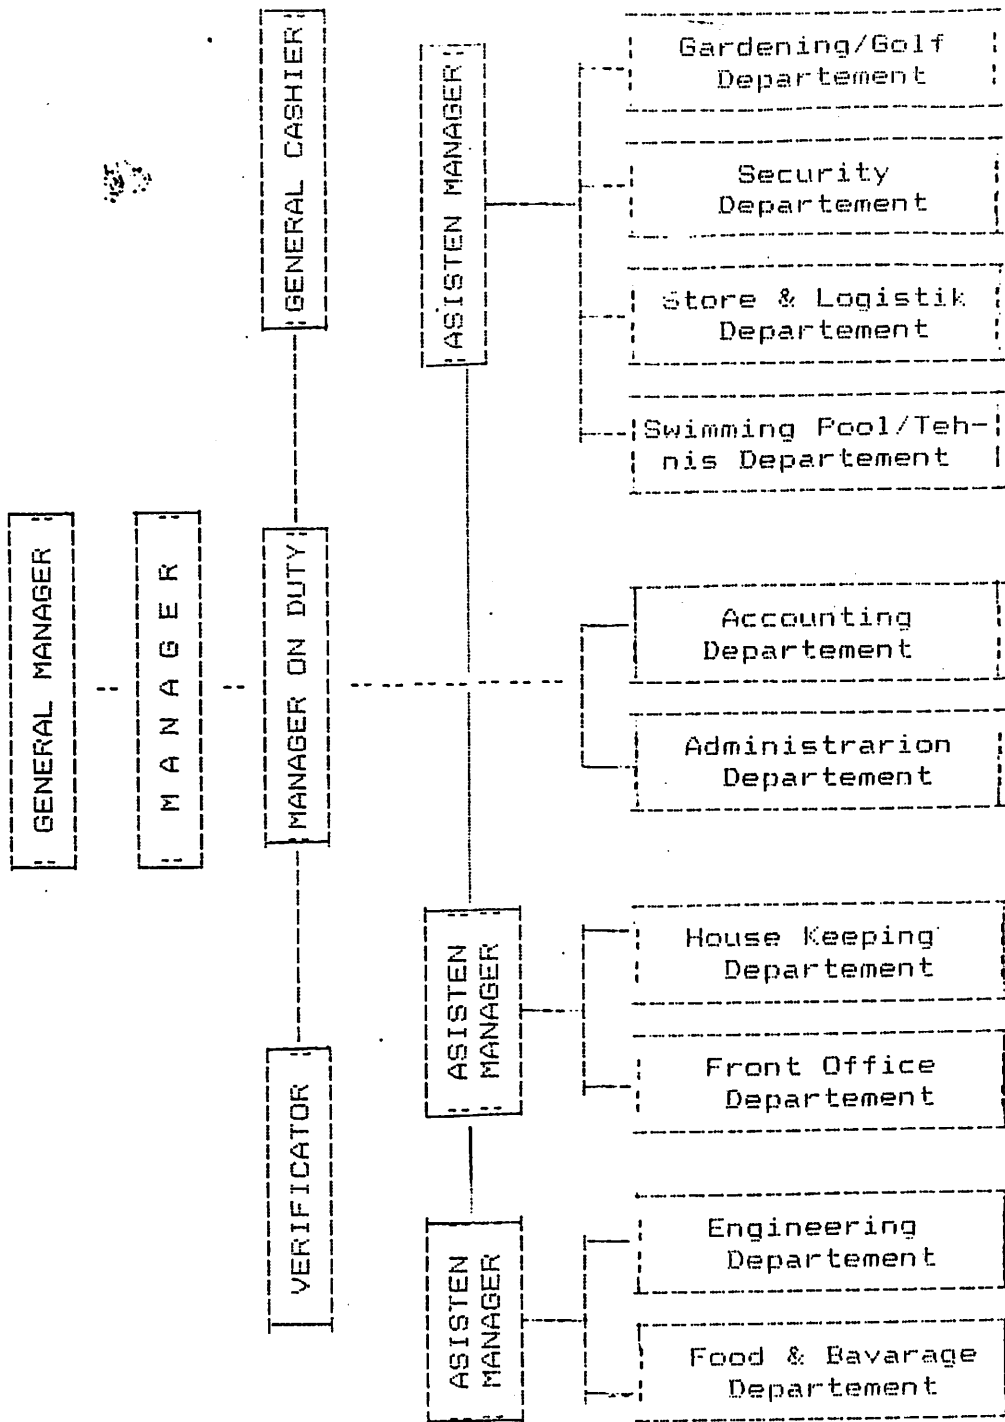 GENERAL MANAGER
M A N A G E R
GENERAL CASHIER
MANAGER ON DUTY
VERIFICATOR
ASISTEN MANAGER
ASISTEN
MANAGER
ASISTEN
MANAGER
Gardening/Golf
Departement
Security
Departement
Store & Logistik
Departement
Swimming Pool/Teh-
nis Departement
Accounting
Departement
Administrarion
Departement
House Keeping
Departement
Front Office
Departement
Engineering
Departement
Food & Bavarage
Departement